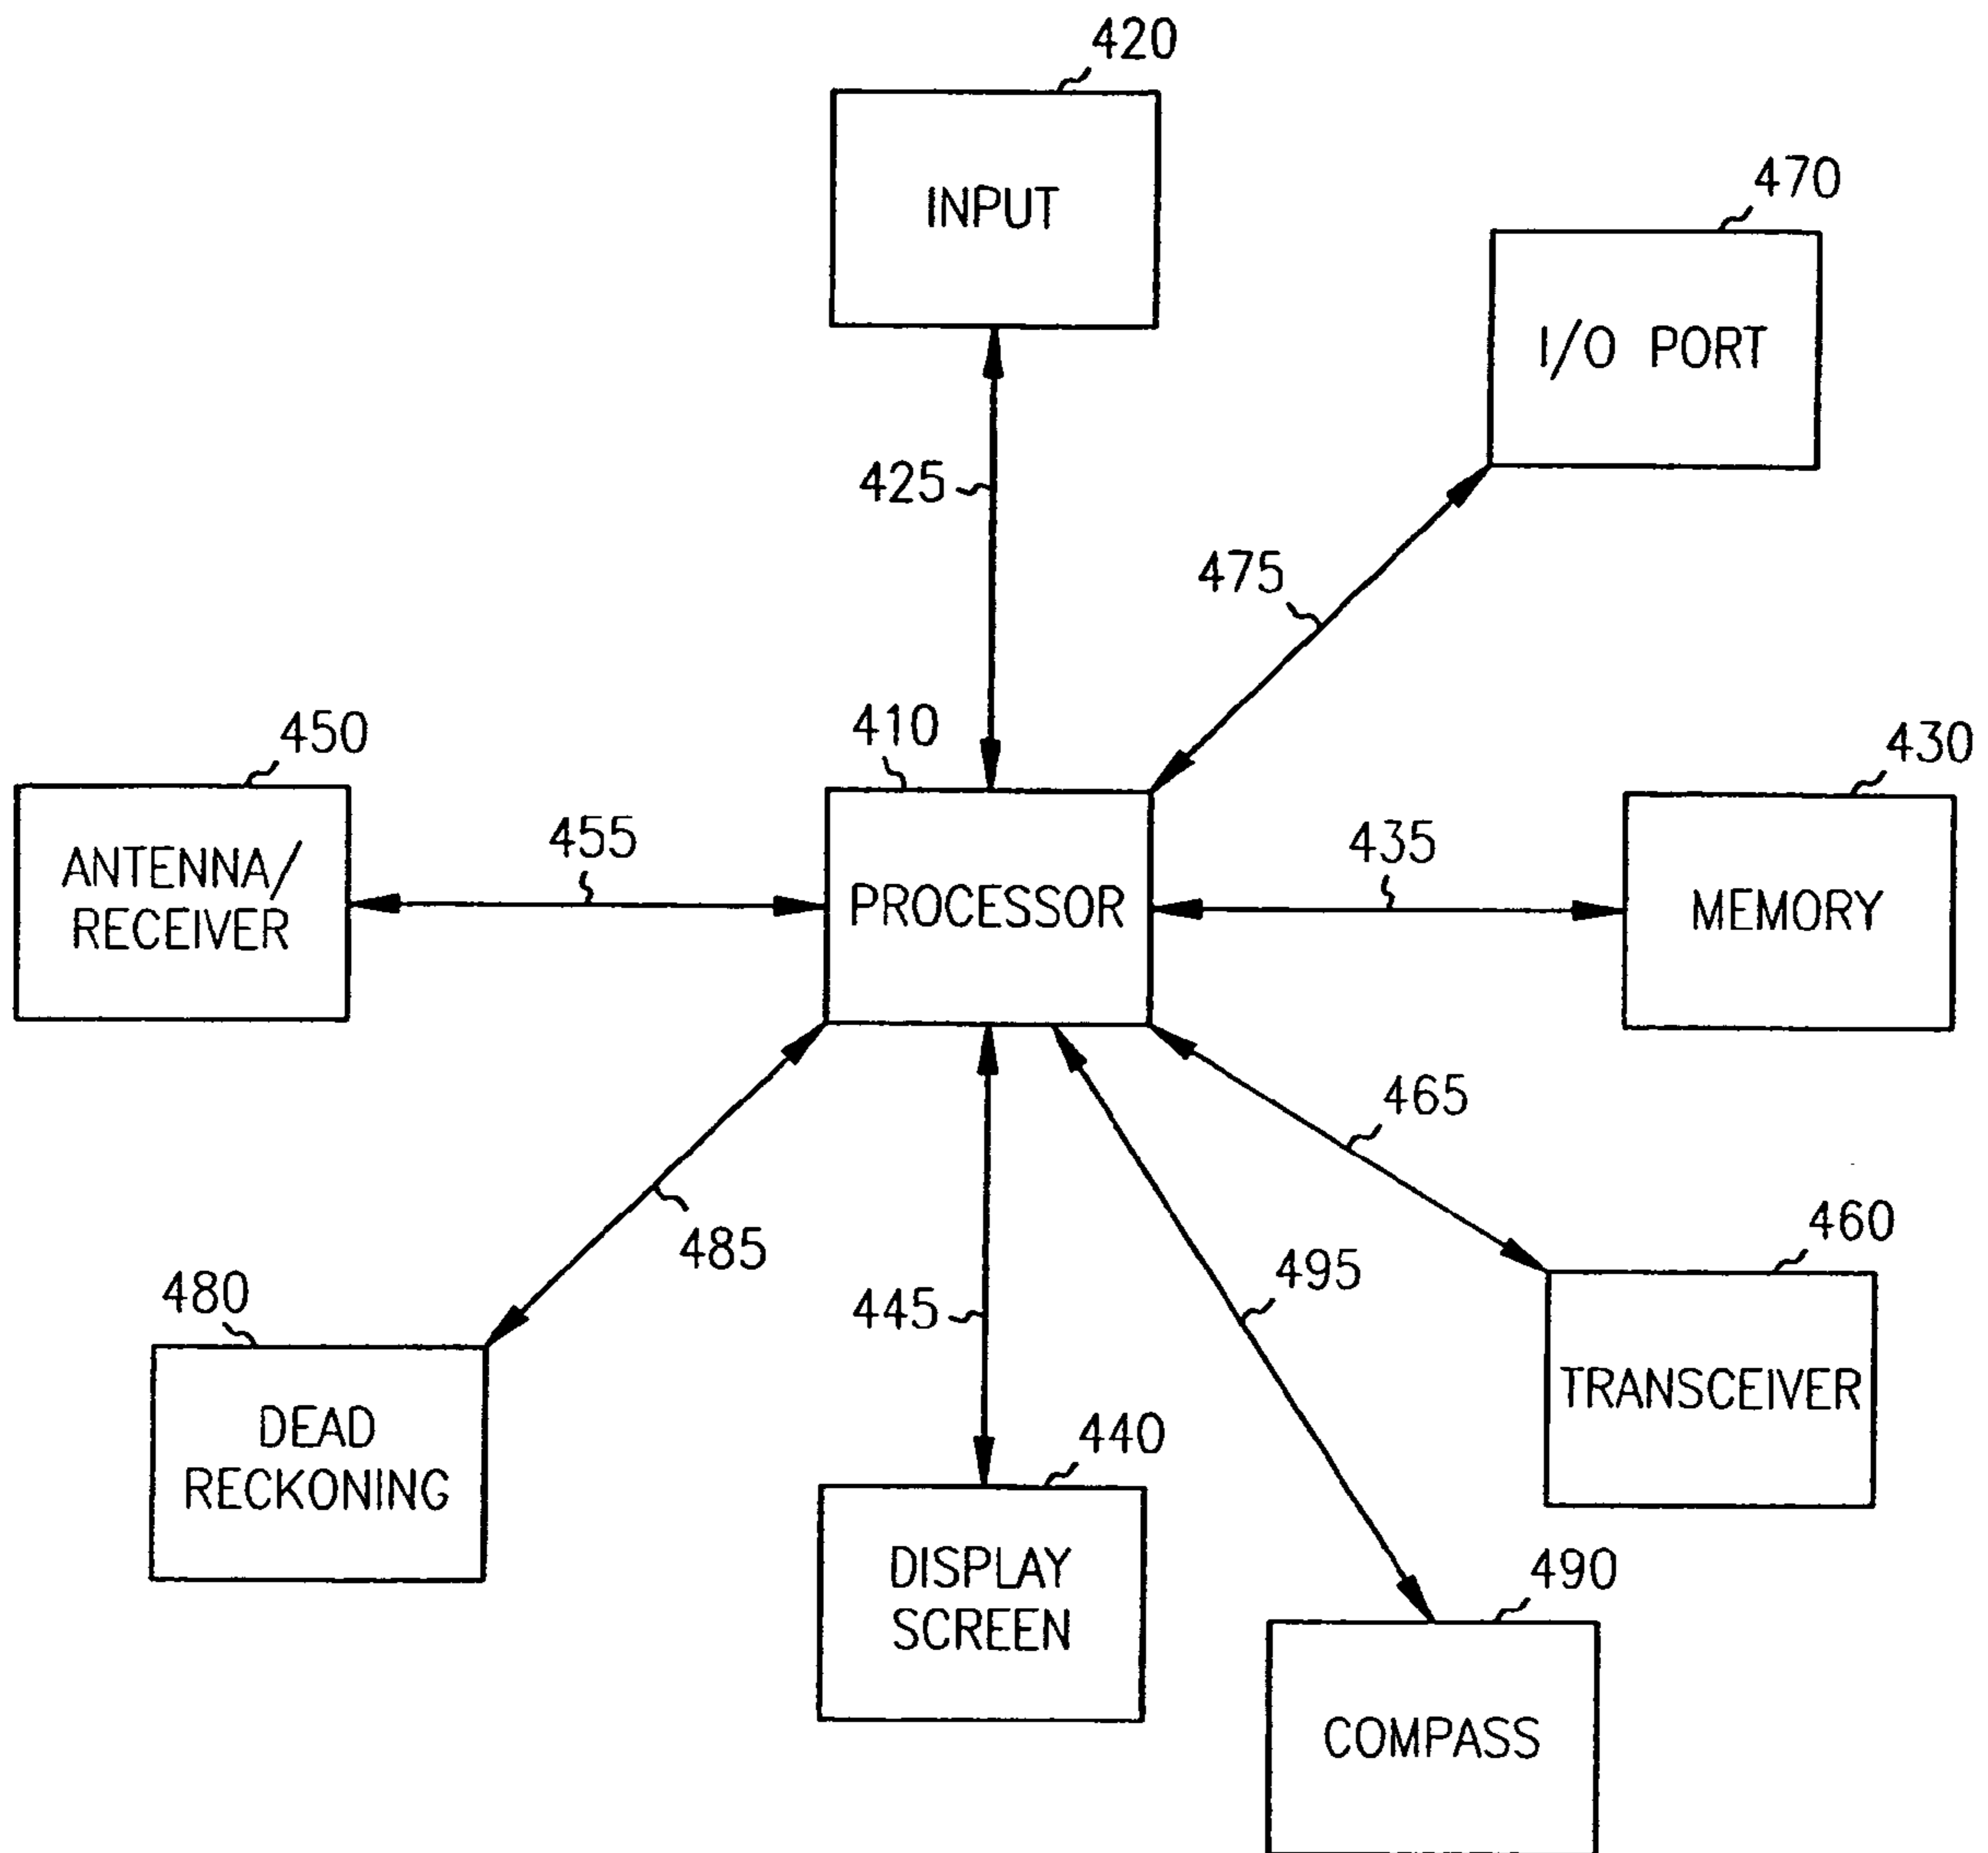 420
INPUT
470
I/O PORT
425
475
410
450
430
ANTENNA/
RECEIVER
455
PROCESSOR
435
MEMORY
465
485
460
480
495
445
TRANSCEIVER
DEAD
RECKONING
440
DISPLAY
SCREEN
490
COMPASS